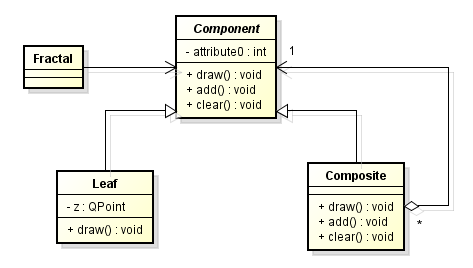 Component
- attribute0 : int
+ draw() : void
+ add() : void
+ clear() : void
Fractal
1
Leaf
- z : QPoint
+ draw() : void
Composite
+ draw() : void
+ add() : void
+ clear() : void
*